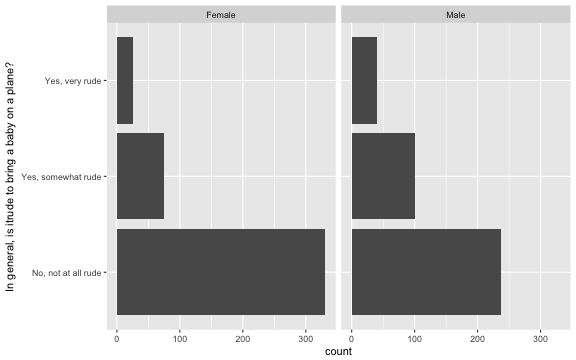 Female Male
In general, is itrude to bring a baby on a plane?
Yes, very rude
Yes, somewhat rude
No, not at all rude
0 100 200 300 0 100 200 300
count